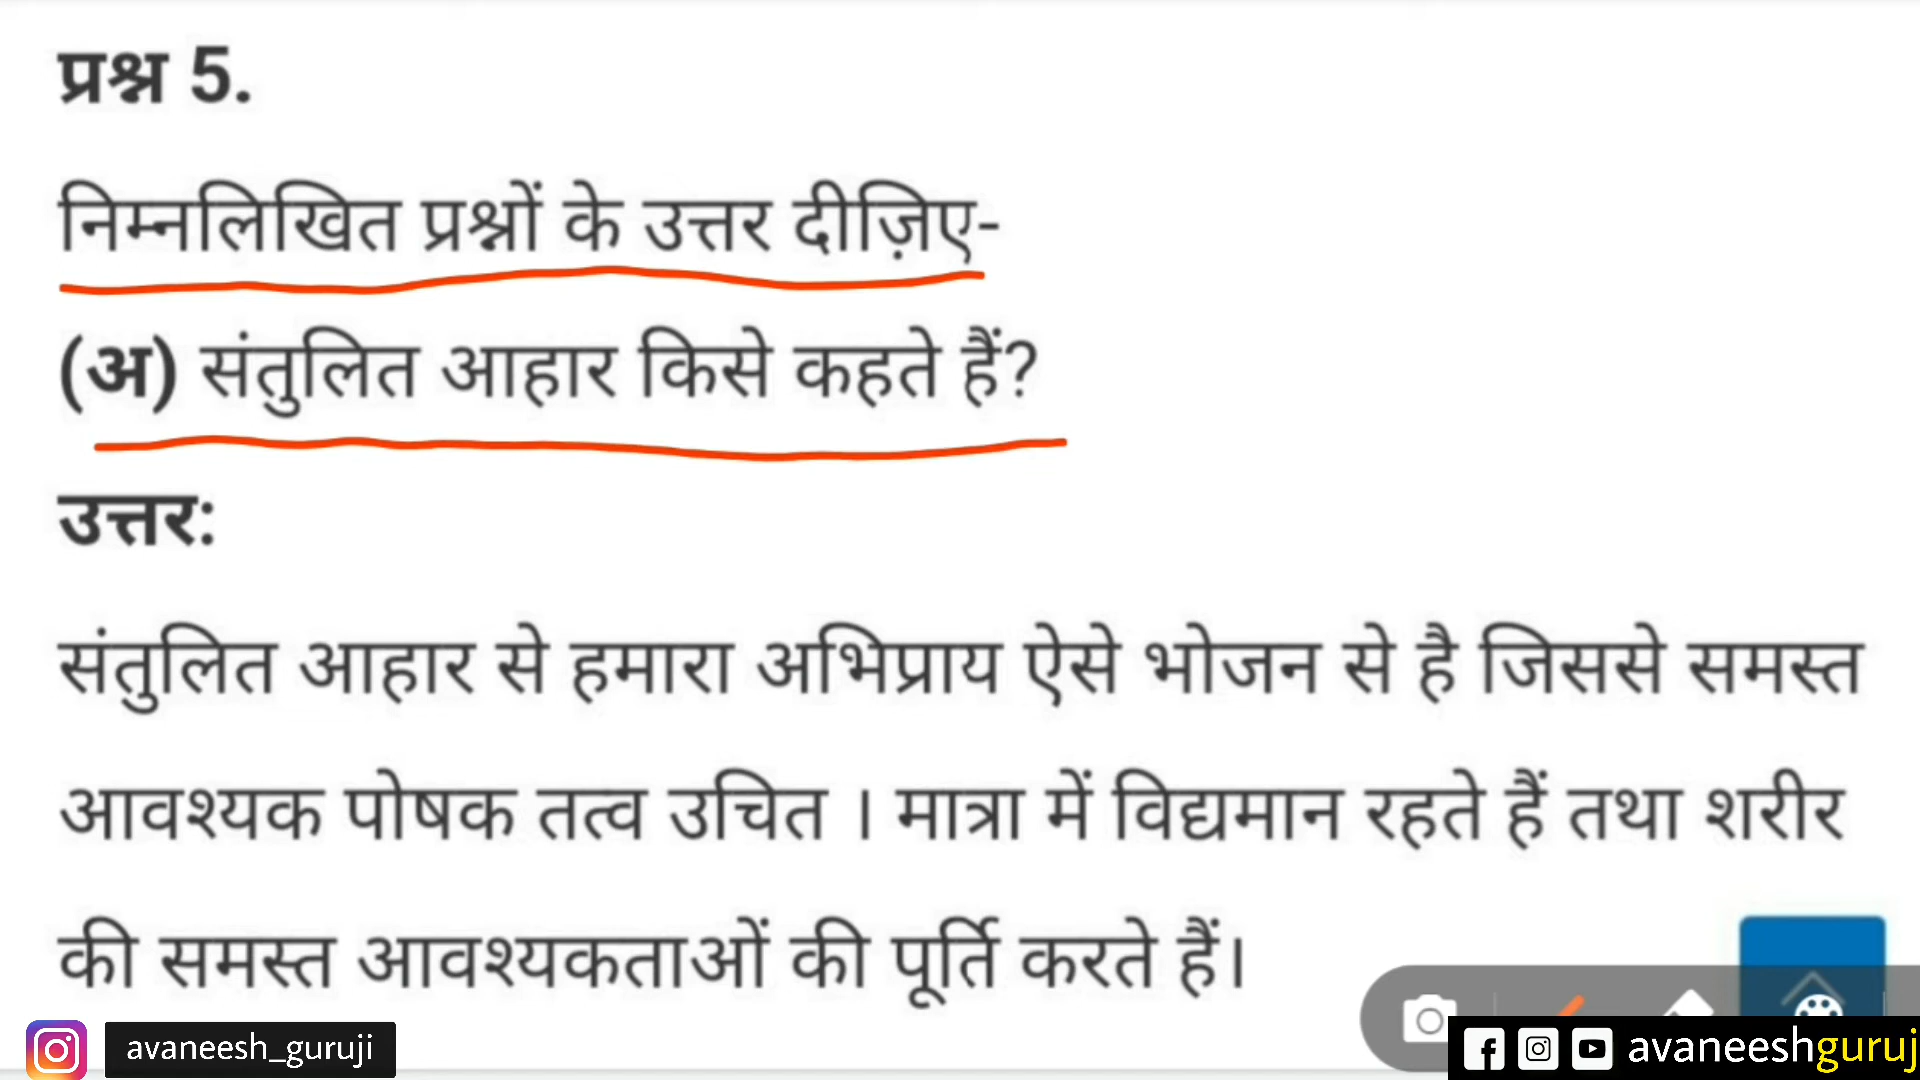 प्रश्न 5.
निम्नलिखित प्रश्नों के उत्तर दीज़िए-
(अ) संतुलित आहार किसे कहते हैं?
उत्तर:
संतुलित आहार से हमारा अभिप्राय ऐसे भोजन से है जिससे समस्त
आवश्यक पोषक तत्व उचित । मात्रा में विद्यमान रहते हैं तथा शरीर
की समस्त आवश्यकताओं की पूर्ति करते हैं।
avaneesh_guruji
avaneeshguruj